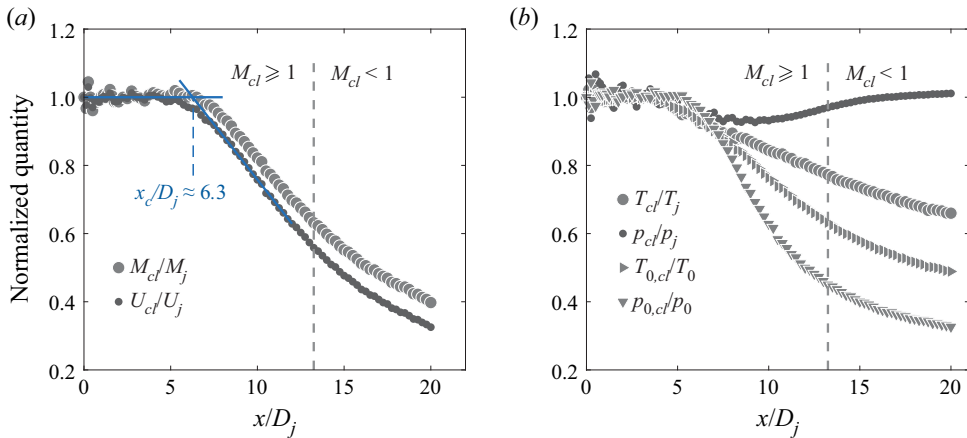 (a)
1.2
1.0
0.8
0.6
0.4
0.2
Normalized quantity
M_cl ⩾ 1
M_cl < 1
x_c/D_j ≈ 6.3
M_cl/M_j
U_cl/U_j
0
5
10
15
20
x/D_j
(b)
1.2
1.0
0.8
0.6
0.4
0.2
M_cl ⩾ 1
M_cl < 1
T_cl/T_j
p_cl/p_j
T_0,cl/T_0
p_0,cl/p_0
0
5
10
15
20
x/D_j